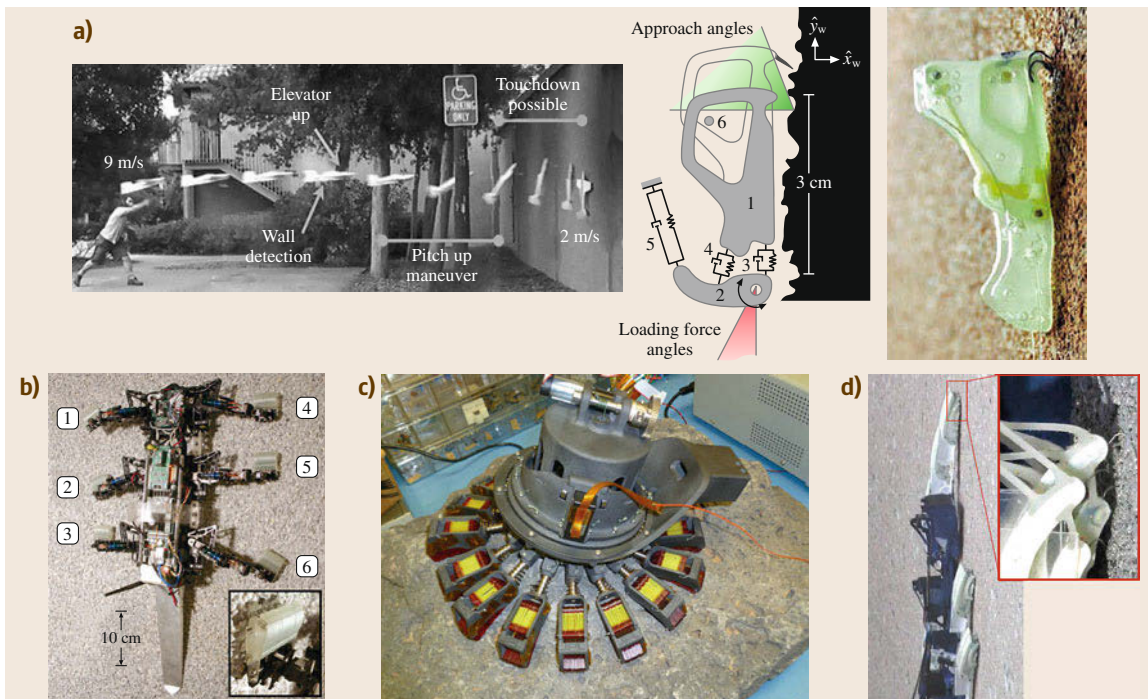 a)
9 m/s
Elevator
up
Wall
detection
PARKING
ONLY
Touchdown
possible
Pitch up
maneuver
2 m/s
Approach angles
ŷw
x̂w
6
1
3 cm
5
4
3
2
Loading force
angles
b)
1
2
3
4
5
6
10 cm
c)
d)